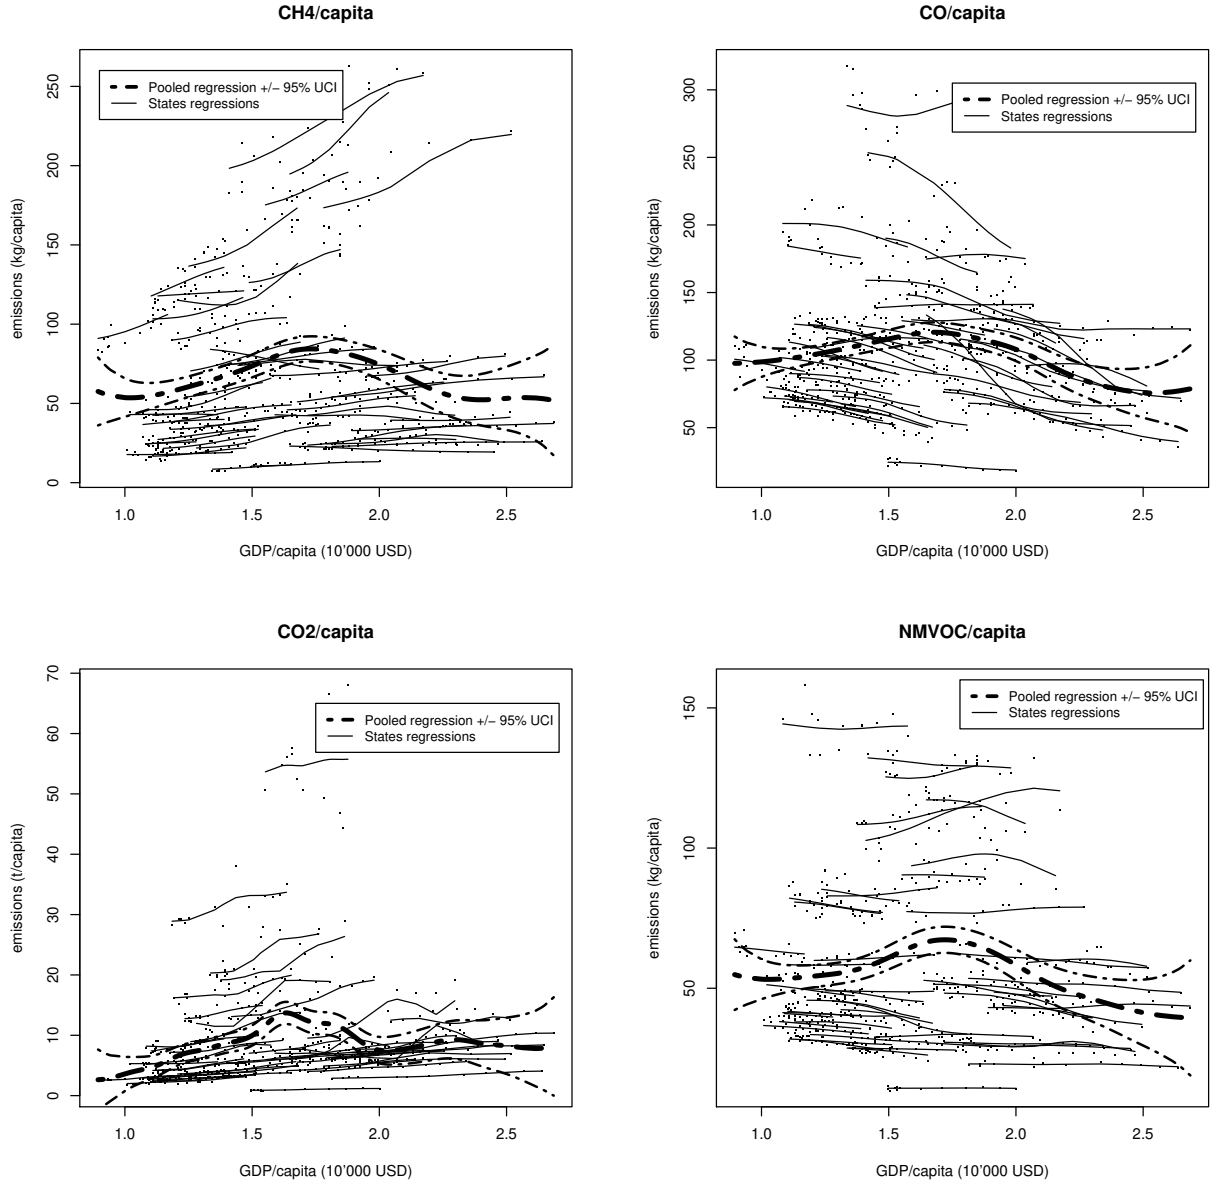 CH4/capita
Pooled regression +/− 95% UCI
States regressions
emissions (kg/capita)
0 50 100 150 200 250
1.0 1.5 2.0 2.5
GDP/capita (10'000 USD)
CO/capita
Pooled regression +/− 95% UCI
States regressions
emissions (kg/capita)
50 100 150 200 250 300
1.0 1.5 2.0 2.5
GDP/capita (10'000 USD)
CO2/capita
Pooled regression +/− 95% UCI
States regressions
emissions (t/capita)
0 10 20 30 40 50 60 70
1.0 1.5 2.0 2.5
GDP/capita (10'000 USD)
NMVOC/capita
Pooled regression +/− 95% UCI
States regressions
emissions (kg/capita)
50 100 150
1.0 1.5 2.0 2.5
GDP/capita (10'000 USD)